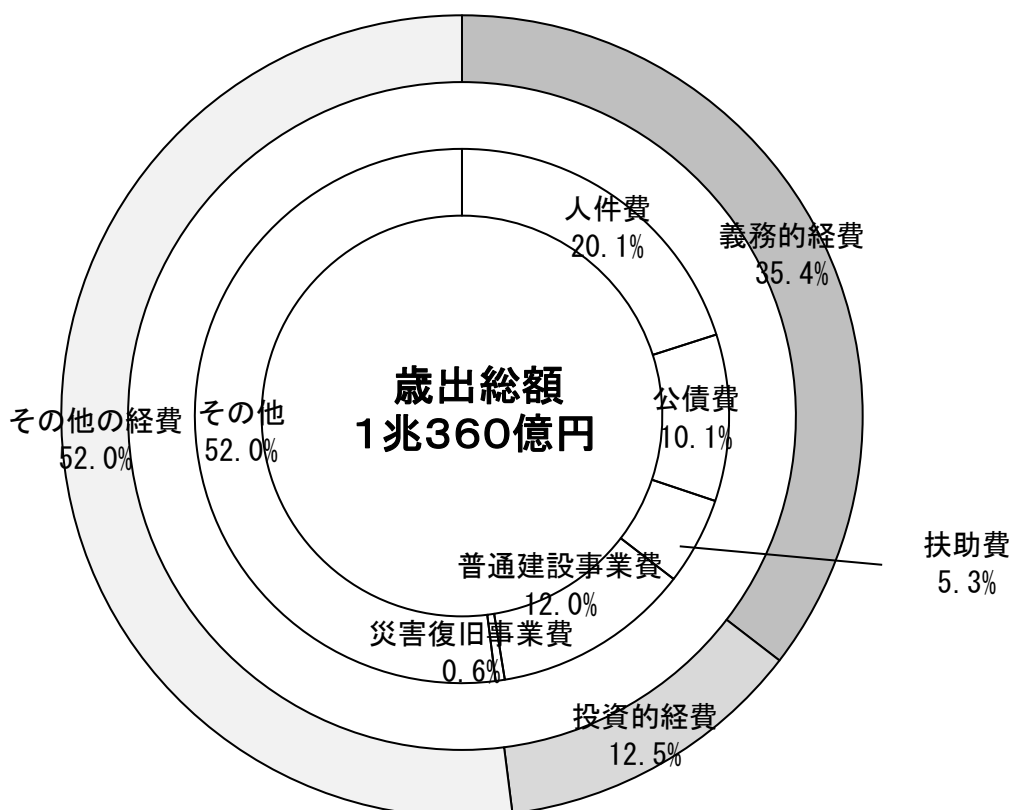 人件費
20.1%
義務的経費
35.4%
歳出総額
1兆360億円
公債費
10.1%
その他の経費
52.0%
その他
52.0%
扶助費
5.3%
普通建設事業費
12.0%
災害復旧事業費
0.6%
投資的経費
12.5%